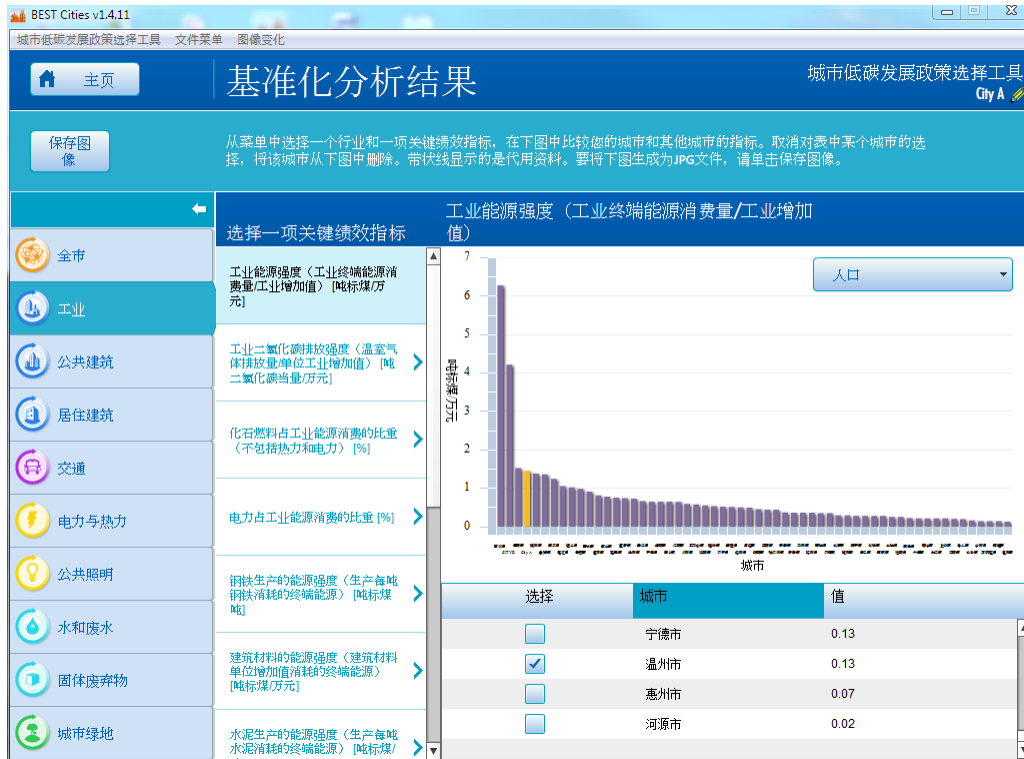 BEST Cities v1.4.11
城市低碳发展政策选择工具 文件菜单 图像变化
主页
基准化分析结果
城市低碳发展政策选择工具
City A
保存图
像
从菜单中选择一个行业和一项关键绩效指标，在下图中比较您的城市和其他城市的指标。取消对表中某个城市的选
择，将该城市从下图中删除。带状线显示的是代用资料。要将下图生成为JPG文件，请单击保存图像。
选择一项关键绩效指标
工业能源强度（工业终端能源消费量/工业增加
值）
全市
工业
公共建筑
居住建筑
交通
电力与热力
公共照明
水和废水
固体废弃物
城市绿地
工业能源强度（工业终端能源消
费量/工业增加值） [吨标煤/万
元]
工业二氧化碳排放强度（温室气
体排放量/单位工业增加值） [吨
二氧化碳当量/万元]
化石燃料占工业能源消费的比重
（不包括热力和电力） [%]
电力占工业能源消费的比重 [%]
钢铁生产的能源强度（生产每吨
钢铁消耗的终端能源） [吨标煤/
吨]
建筑材料的能源强度（建筑材料
单位增加值消耗的终端能源）
[吨标煤/万元]
水泥生产的能源强度（生产每吨
水泥消耗的终端能源） [吨标煤/
人口
吨标煤/万元
7
6
5
4
3
2
1
0
城市
选择 城市 值
宁德市 0.13
温州市 0.13
惠州市 0.07
河源市 0.02